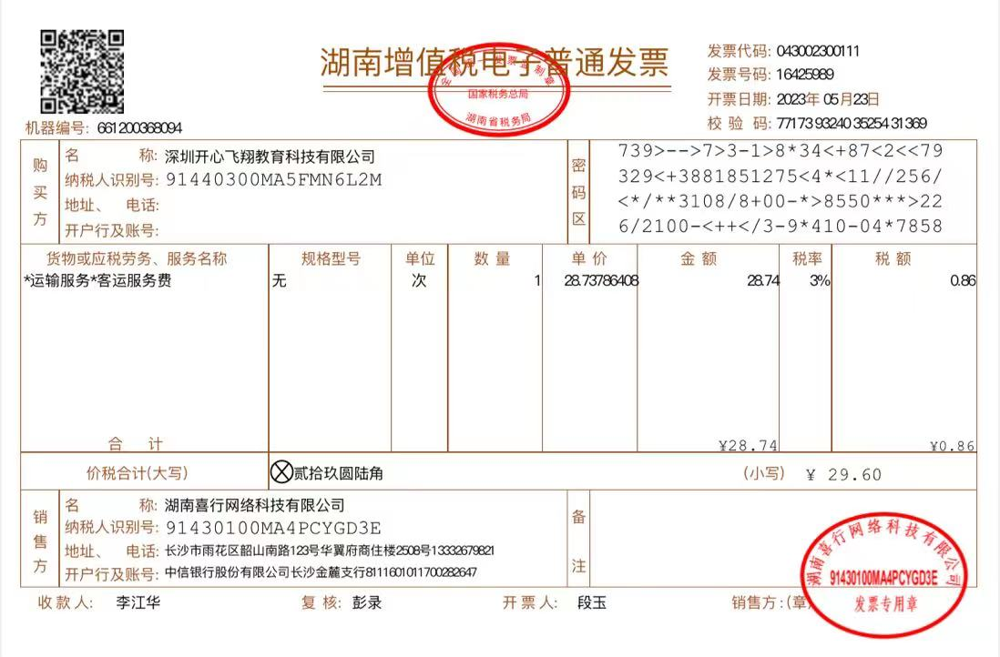 湖南增值税电子普通发票
全国统一发票监制章
国家税务总局
湖南省税务局
发票代码: 043002300111
发票号码: 16425989
开票日期: 2023年 05月23日
校 验 码: 77173 93240 35254 31369
机器编号: 661200368094
购买方
名 称: 深圳开心飞翔教育科技有限公司
纳税人识别号: 91440300MA5FMN6L2M
地址、 电话:
开户行及账号:
密码区
739>-->7>3-1>8*34<+87<2<<79
329<+3881851275<4*<11//256/
<*/**3108/8+00-*>8550***>22
6/2100-<++</3-9*410-04*7858
货物或应税劳务、服务名称 规格型号 单位 数 量 单 价 金 额 税率 税 额
*运输服务*客运服务费 无 次 1 28.73786408 28.74 3% 0.86
合 计 ¥28.74 ¥0.86
价税合计(大写) ⊗贰拾玖圆陆角 (小写) ¥ 29.60
销售方
名 称: 湖南喜行网络科技有限公司
纳税人识别号: 91430100MA4PCYGD3E
地址、 电话: 长沙市雨花区韶山南路123号华翼府商住楼2508号13332679821
开户行及账号: 中信银行股份有限公司长沙金麓支行8111601011700282647
备注
收 款 人: 李江华 复 核: 彭录 开 票 人: 段玉 销售方:(章)
湖南喜行网络科技有限公司
91430100MA4PCYGD3E
发票专用章